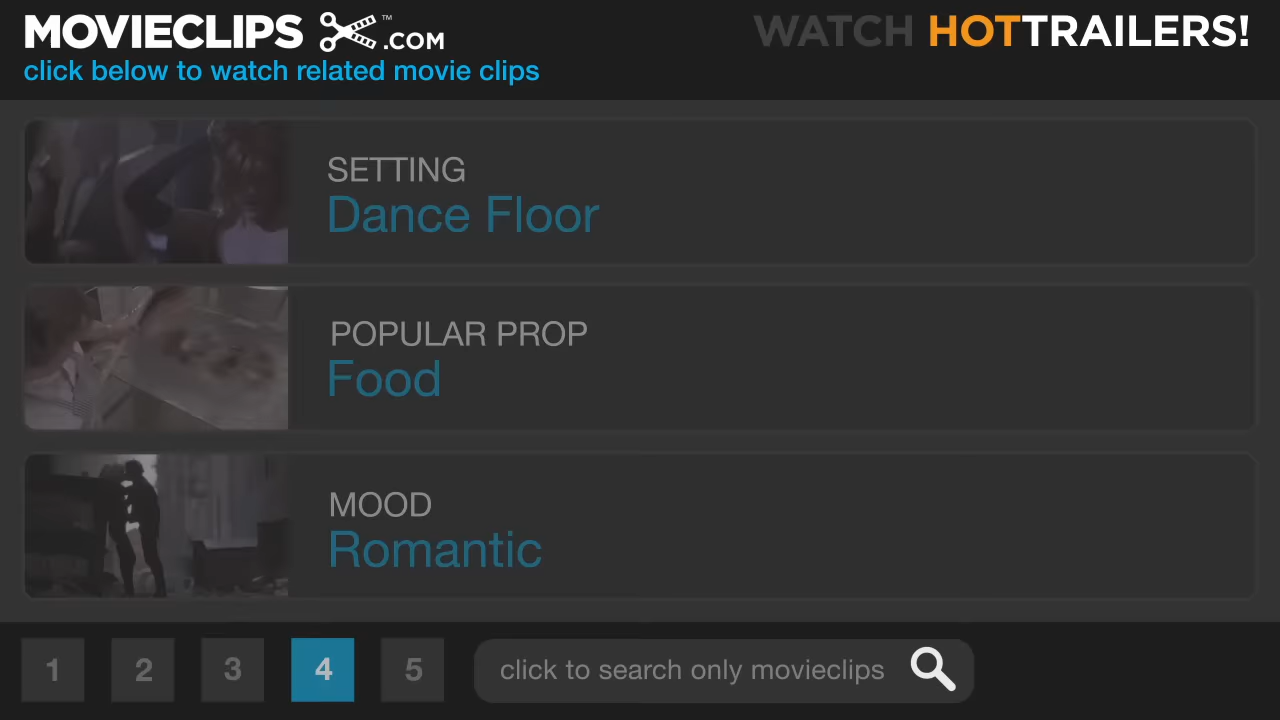 MOVIECLIPS ™ .COM
WATCH HOTTRAILERS!
click below to watch related movie clips
SETTING
Dance Floor
POPULAR PROP
Food
MOOD
Romantic
1 2 3 4 5 click to search only movieclips